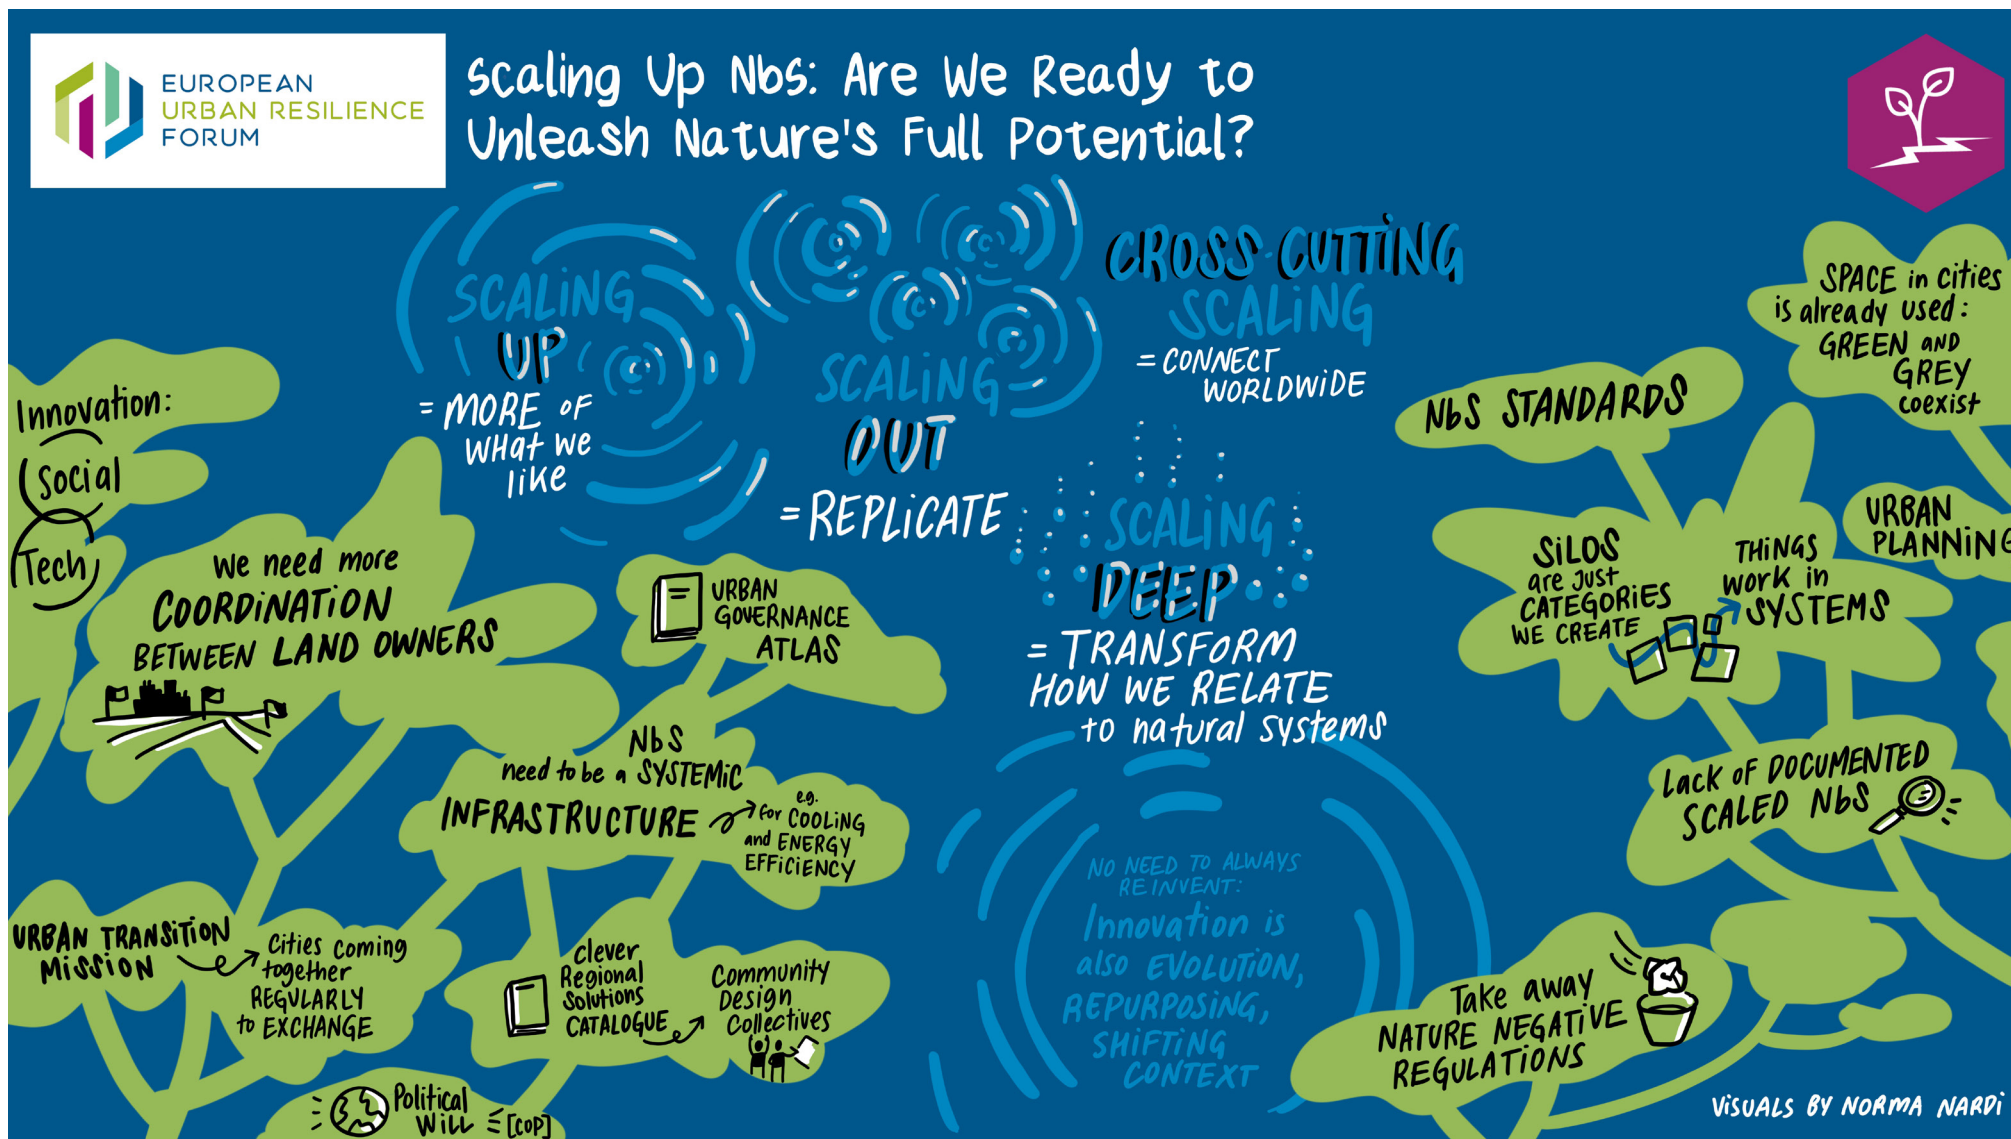 EUROPEAN
URBAN RESILIENCE
FORUM
Scaling Up Nbs: Are We Ready to
Unleash Nature's Full Potential?
SCALING
UP
= MORE OF
WHat we
like
SCALING
OUT
= REPLICATE
CROSS-CUTTING
SCALING
= CONNECT
WORLDWIDE
SCALING
DEEP
= TRANSFORM
HOW WE RELATE
to natural systems
NO NEED TO ALWAYS
REINVENT:
Innovation is
also EVOLUTION,
REPURPOSING,
SHIFTING
CONTEXT
Innovation:
Social
Tech
We need more
COORDINATION
BETWEEN LAND OWNERS
URBAN
GOVERNANCE
ATLAS
NbS
need to be a SYSTEMIC
INFRASTRUCTURE
e.g.
for COOLING
and ENERGY
EFFICIENCY
URBAN TRANSITION
MISSION
Cities coming
together
REGULARLY
to EXCHANGE
Clever
Regional
Solutions
CATALOGUE
Community
Design
Collectives
Political
Will
[COP]
SPACE in cities
is already used:
GREEN AND
GREY
coexist
NbS STANDARDS
URBAN
PLANNING
SILOS
are just
CATEGORIES
WE CREATE
THINGS
work in
SYSTEMS
Lack OF DOCUMENTED
SCALED NbS
Take away
NATURE NEGATIVE
REGULATIONS
VISUALS BY NORMA NARDI